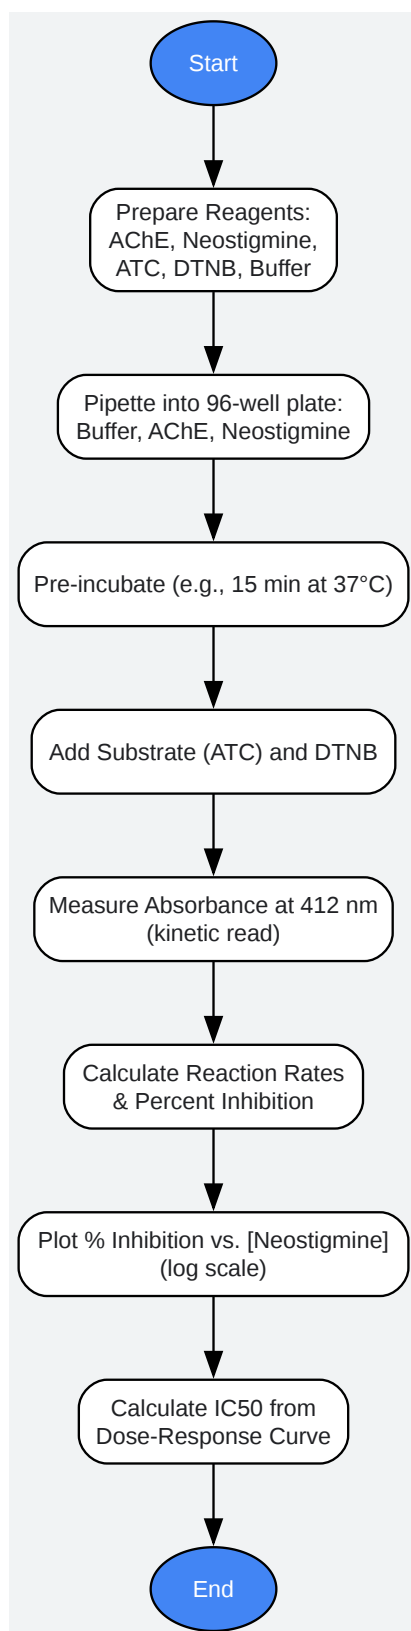 Start
Prepare Reagents:
AChE, Neostigmine,
ATC, DTNB, Buffer
Pipette into 96-well plate:
Buffer, AChE, Neostigmine
Pre-incubate (e.g., 15 min at 37°C)
Add Substrate (ATC) and DTNB
Measure Absorbance at 412 nm
(kinetic read)
Calculate Reaction Rates
& Percent Inhibition
Plot % Inhibition vs. [Neostigmine]
(log scale)
Calculate IC50 from
Dose-Response Curve
End